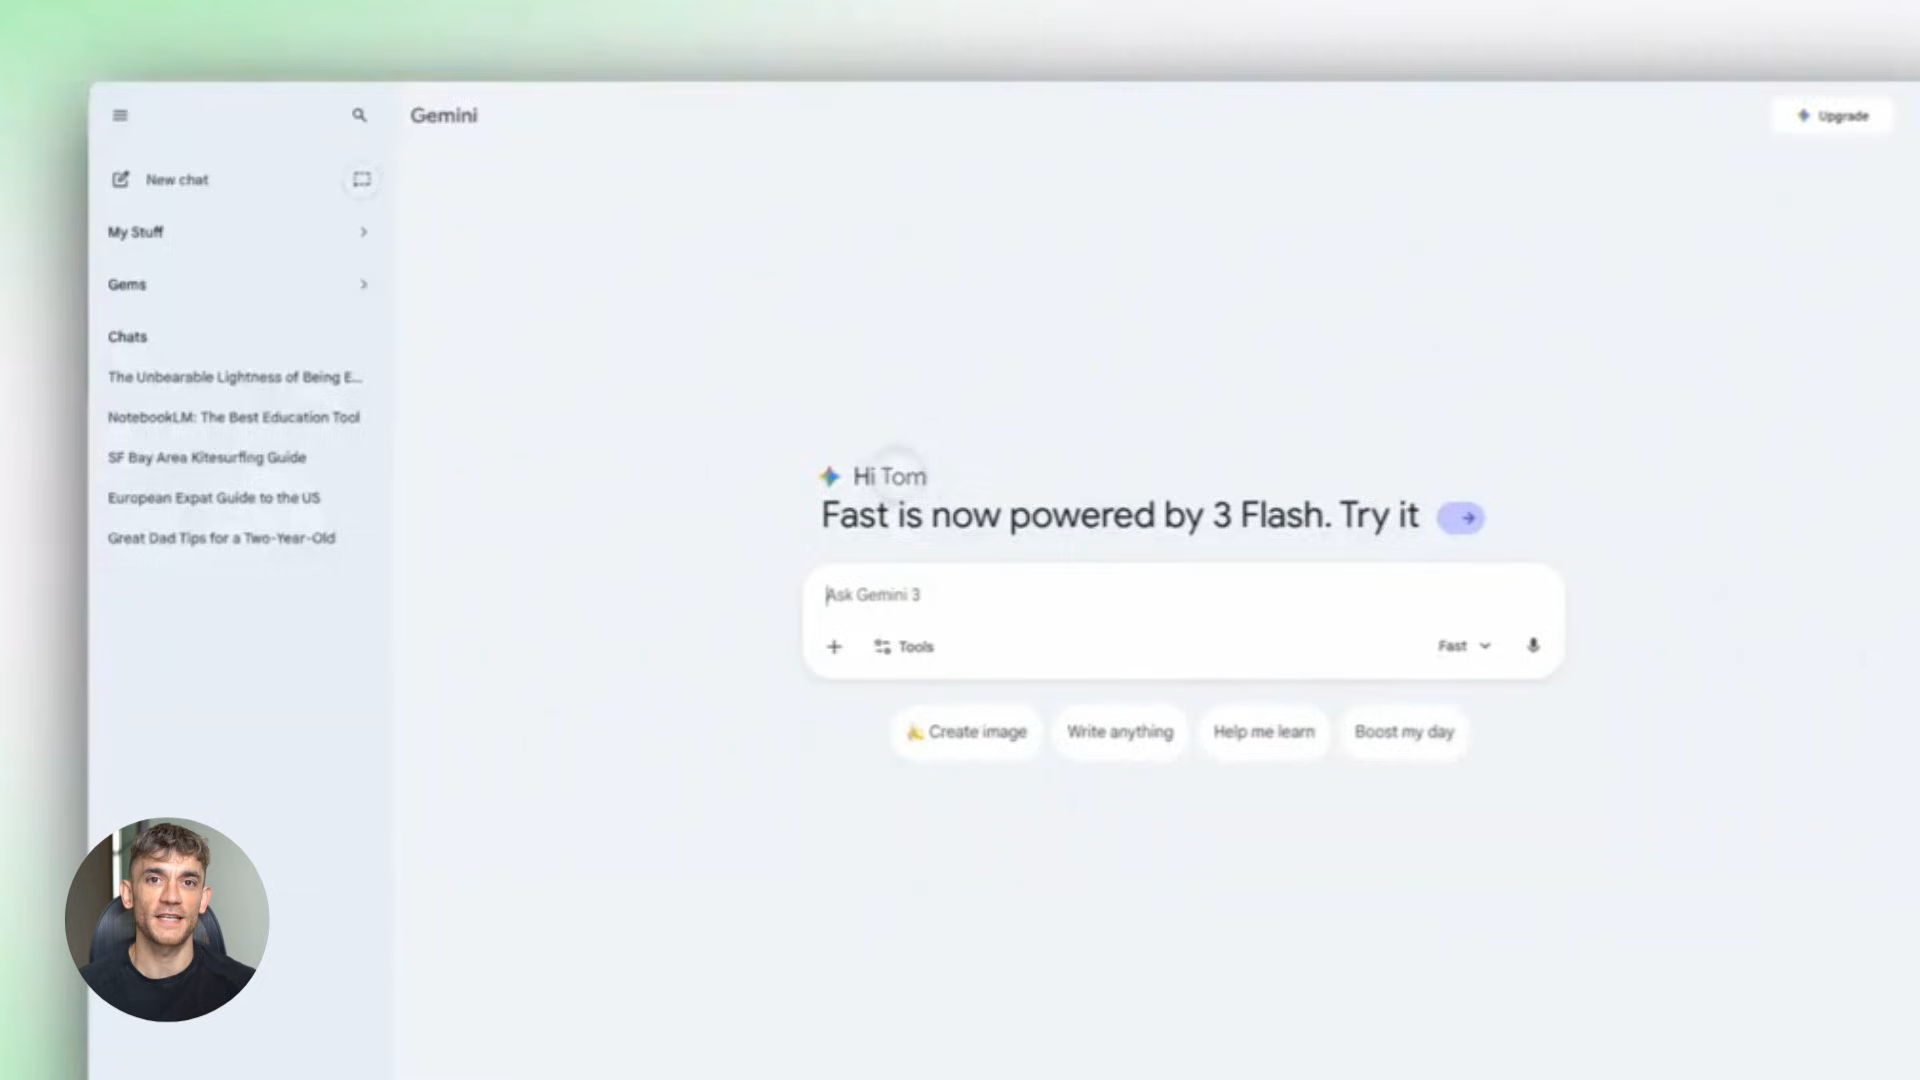 Gemini
Upgrade
New chat
My Stuff
Gems
Chats
The Unbearable Lightness of Being E...
NotebookLM: The Best Education Tool
SF Bay Area Kitesurfing Guide
European Expat Guide to the US
Great Dad Tips for a Two-Year-Old
Hi Tom
Fast is now powered by 3 Flash. Try it
Ask Gemini 3
Tools
Fast
Create image
Write anything
Help me learn
Boost my day